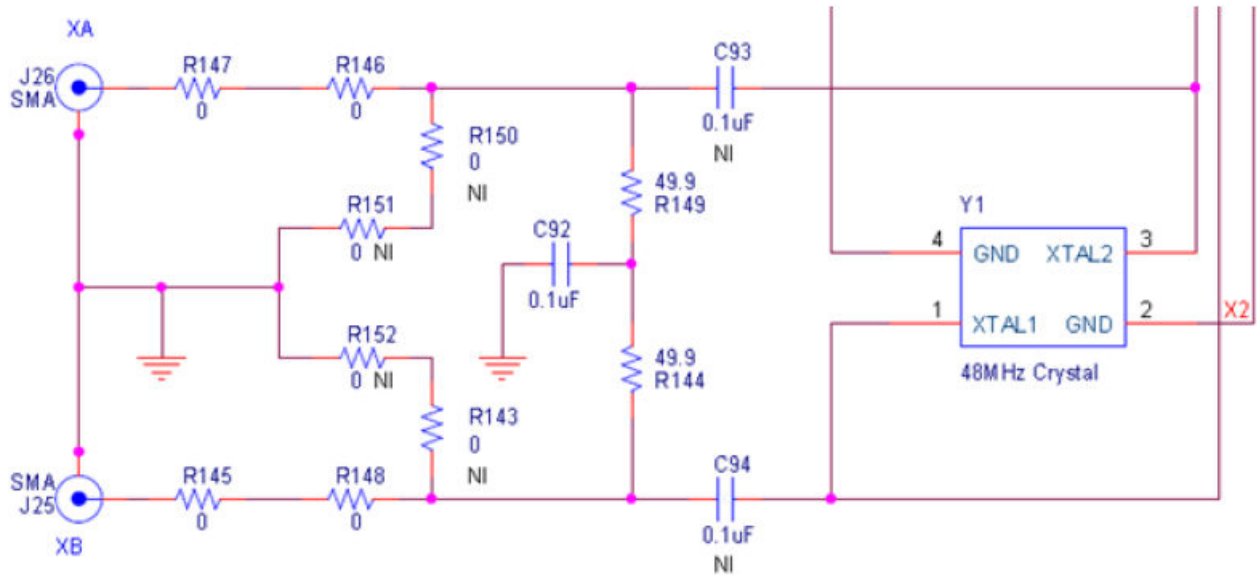 XA
J26
SMA
R147
0
R146
0
R150
0
NI
R151
0 NI
C92
0.1uF
49.9
R149
C93
0.1uF
NI
Y1
4 GND XTAL2 3
1 XTAL1 GND 2 X2
48MHz Crystal
R152
0 NI
R143
0
NI
49.9
R144
SMA
J25
XB
R145
0
R148
0
C94
0.1uF
NI